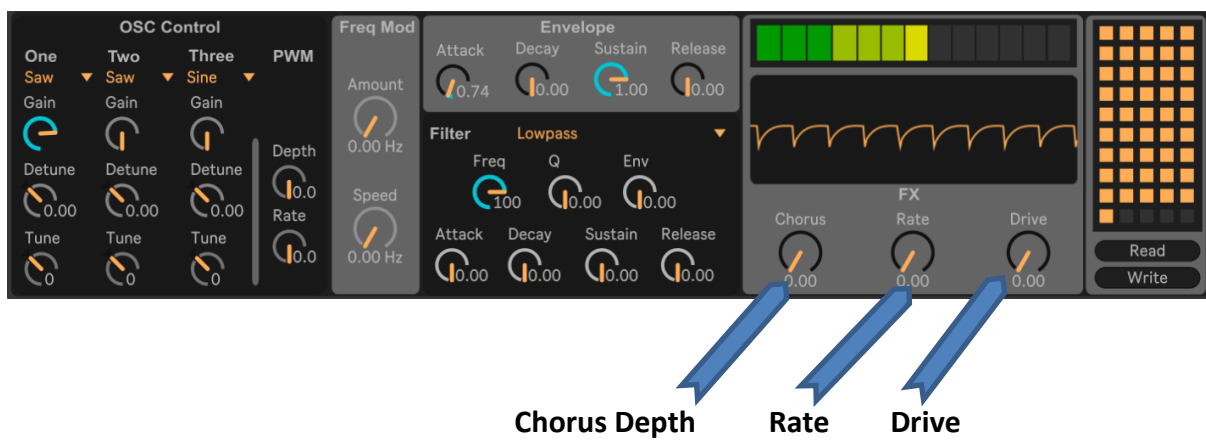 OSC Control
One Two Three PWM
Saw Saw Sine
Gain Gain Gain
Detune Detune Detune
0.00 0.00 0.00
Tune Tune Tune
0 0 0
Depth
0.0
Rate
0.0
Freq Mod
Amount
0.00 Hz
Speed
0.00 Hz
Envelope
Attack Decay Sustain Release
0.74 0.00 1.00 0.00
Filter Lowpass
Freq Q Env
100 0.00 0.00
Attack Decay Sustain Release
0.00 0.00 0.00 0.00
FX
Chorus Rate Drive
0.00 0.00 0.00
Read
Write
Chorus Depth Rate Drive